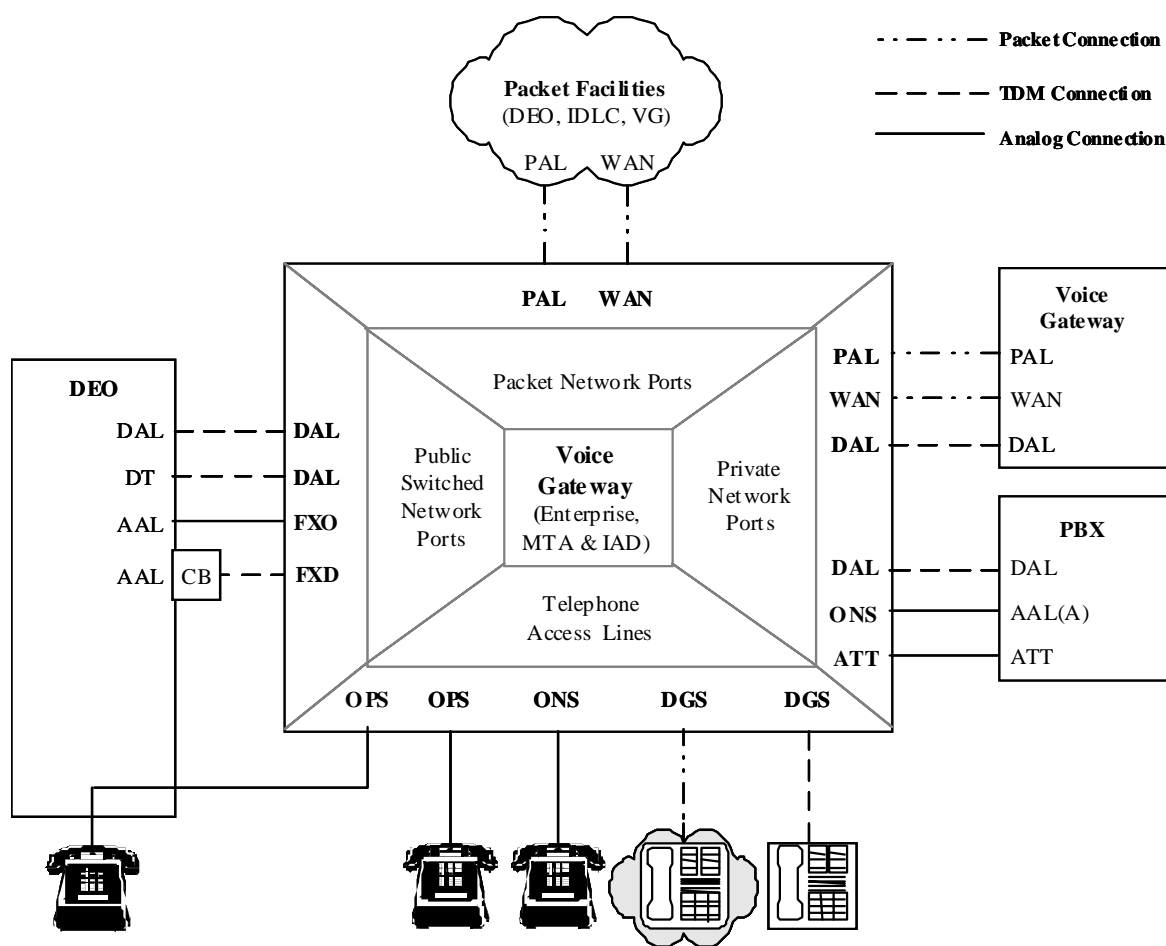 Packet Connection
TDM Connection
Analog Connection
Packet Facilities
(DEO, IDLC, VG)
PAL WAN
PAL WAN
Packet Network Ports
Public
Switched
Network
Ports
Voice
Gateway
(Enterprise,
MTA & IAD)
Private
Network
Ports
Telephone
Access Lines
DEO
DAL
DT
AAL
AAL
CB
DAL
DAL
FXO
FXD
PAL
WAN
DAL
DAL
ONS
ATT
Voice
Gateway
PAL
WAN
DAL
PBX
DAL
AAL(A)
ATT
OPS OPS ONS DGS DGS